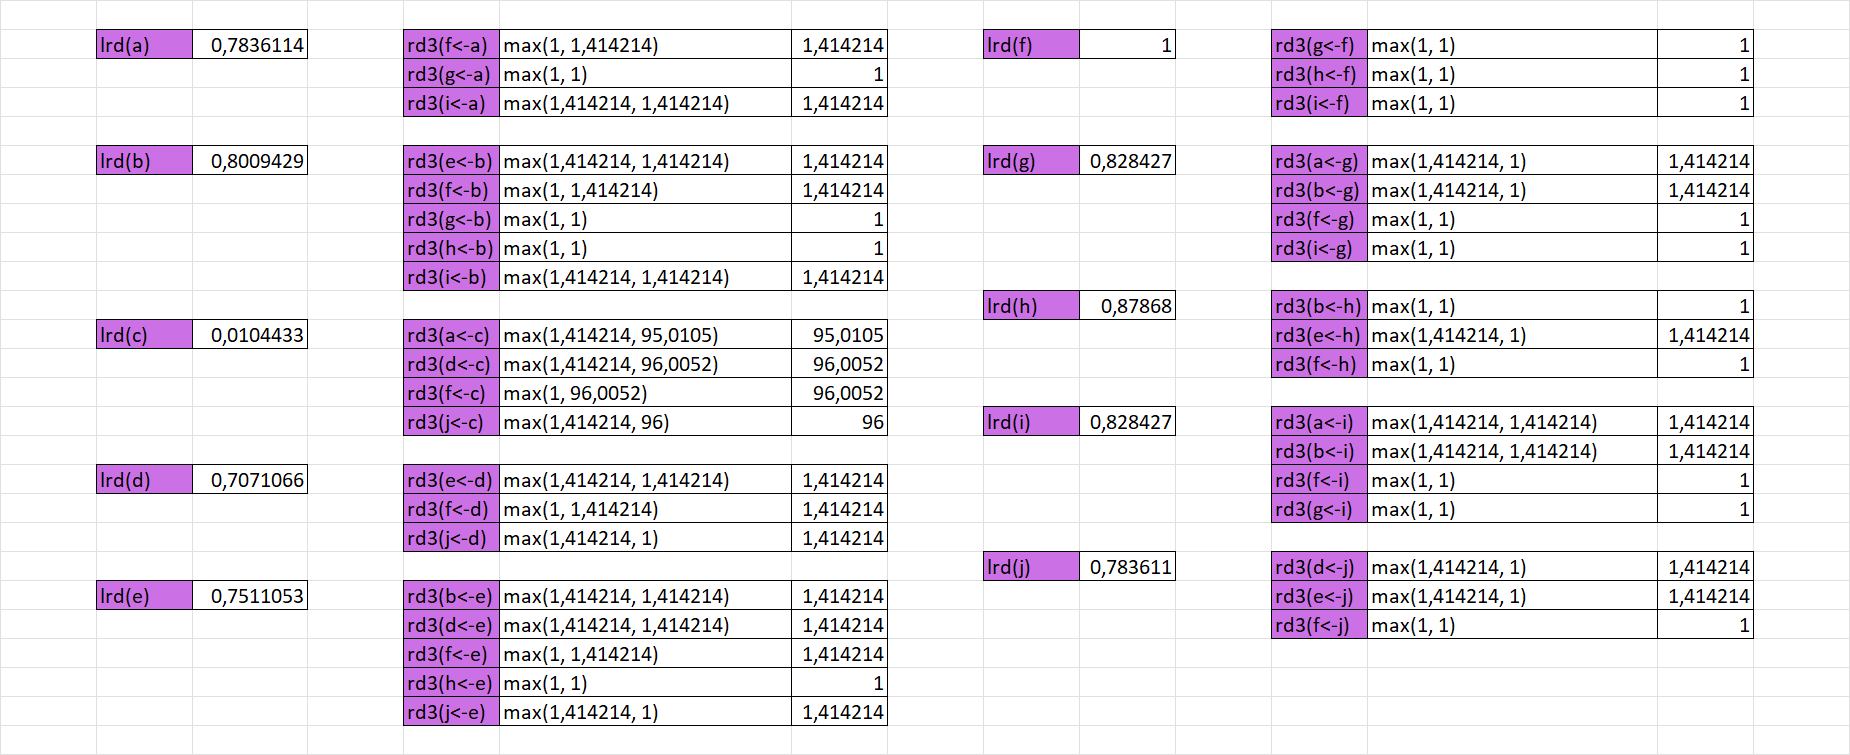 lrd(a) 0,7836114 rd3(f<-a) max(1, 1,414214) 1,414214
rd3(g<-a) max(1, 1) 1
rd3(i<-a) max(1,414214, 1,414214) 1,414214
lrd(b) 0,8009429 rd3(e<-b) max(1,414214, 1,414214) 1,414214
rd3(f<-b) max(1, 1,414214) 1,414214
rd3(g<-b) max(1, 1) 1
rd3(h<-b) max(1, 1) 1
rd3(i<-b) max(1,414214, 1,414214) 1,414214
lrd(c) 0,0104433 rd3(a<-c) max(1,414214, 95,0105) 95,0105
rd3(d<-c) max(1,414214, 96,0052) 96,0052
rd3(f<-c) max(1, 96,0052) 96,0052
rd3(j<-c) max(1,414214, 96) 96
lrd(d) 0,7071066 rd3(e<-d) max(1,414214, 1,414214) 1,414214
rd3(f<-d) max(1, 1,414214) 1,414214
rd3(j<-d) max(1,414214, 1) 1,414214
lrd(e) 0,7511053 rd3(b<-e) max(1,414214, 1,414214) 1,414214
rd3(d<-e) max(1,414214, 1,414214) 1,414214
rd3(f<-e) max(1, 1,414214) 1,414214
rd3(h<-e) max(1, 1) 1
rd3(j<-e) max(1,414214, 1) 1,414214
lrd(f) 1 rd3(g<-f) max(1, 1) 1
rd3(h<-f) max(1, 1) 1
rd3(i<-f) max(1, 1) 1
lrd(g) 0,828427 rd3(a<-g) max(1,414214, 1) 1,414214
rd3(b<-g) max(1,414214, 1) 1,414214
rd3(f<-g) max(1, 1) 1
rd3(i<-g) max(1, 1) 1
lrd(h) 0,87868 rd3(b<-h) max(1, 1) 1
rd3(e<-h) max(1,414214, 1) 1,414214
rd3(f<-h) max(1, 1) 1
lrd(i) 0,828427 rd3(a<-i) max(1,414214, 1,414214) 1,414214
rd3(b<-i) max(1,414214, 1,414214) 1,414214
rd3(f<-i) max(1, 1) 1
rd3(g<-i) max(1, 1) 1
lrd(j) 0,783611 rd3(d<-j) max(1,414214, 1) 1,414214
rd3(e<-j) max(1,414214, 1) 1,414214
rd3(f<-j) max(1, 1) 1